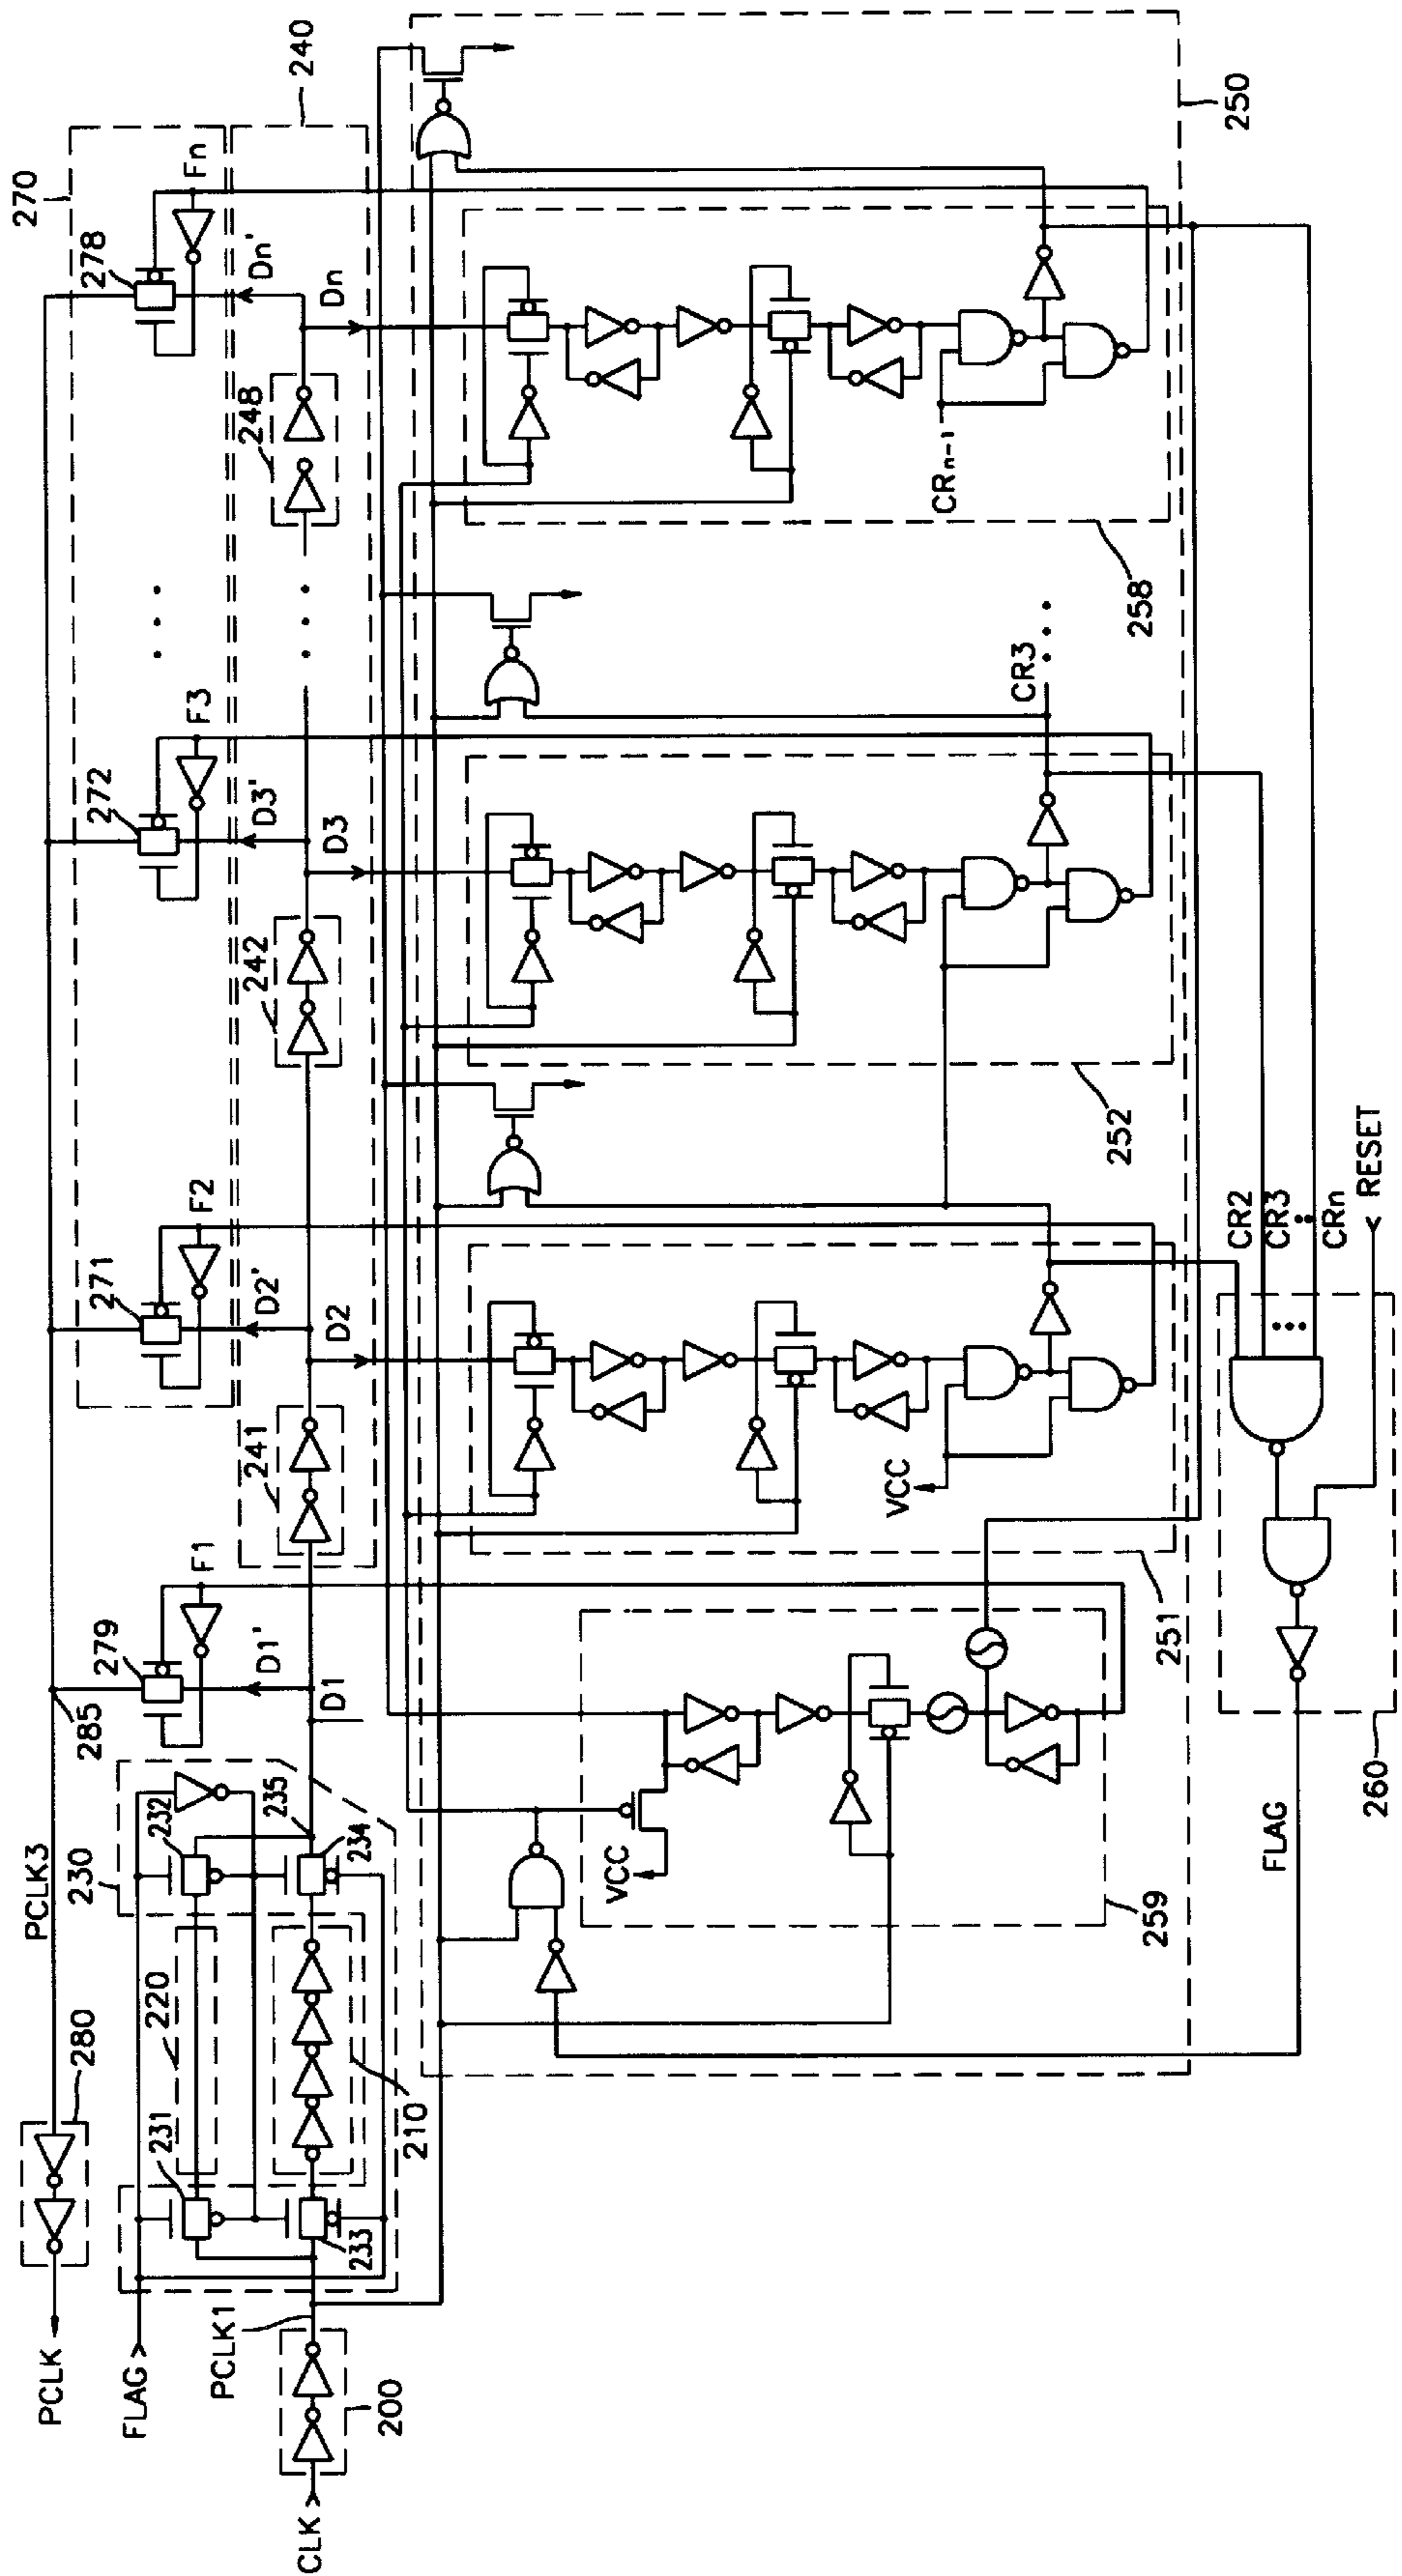 270
240
278
Fn
Dn'
Dn
248
272
F3
D3'
D3
242
271
F2
D2'
D2
241
279
F1
D1'
D1
285
PCLK3
280
PCLK
FLAG
230
232
235
234
220
231
210
233
PCLK1
200
CLK
250
CRn-1
258
CR3
252
VCC
251
VCC
259
CR2
CR3
CRn
RESET
FLAG
260